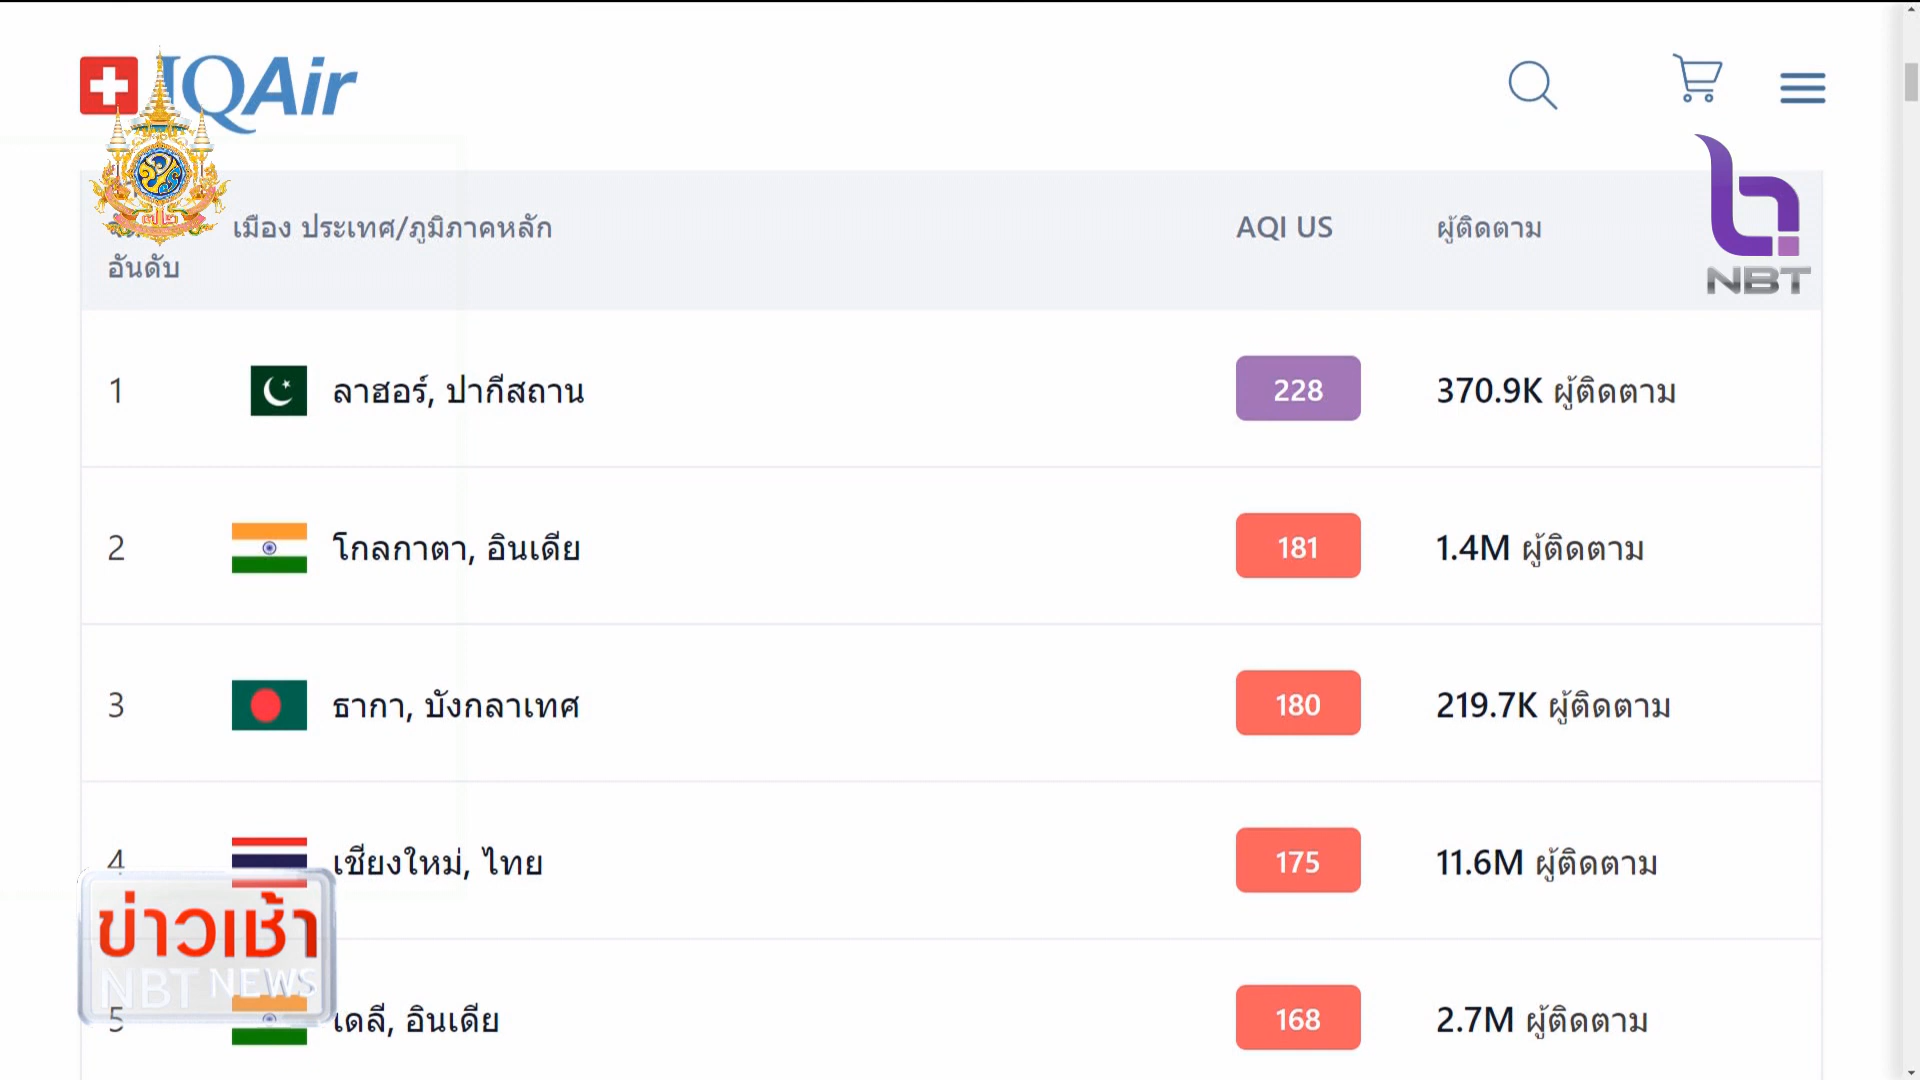 IQAir
เมือง ประเทศ/ภูมิภาคหลัก AQI US ผู้ติดตาม
อันดับ
NBT
1 ลาฮอร์, ปากีสถาน 228 370.9K ผู้ติดตาม
2 โกลกาตา, อินเดีย 181 1.4M ผู้ติดตาม
3 ธากา, บังกลาเทศ 180 219.7K ผู้ติดตาม
4 เชียงใหม่, ไทย 175 11.6M ผู้ติดตาม
ข่าวเช้า
NBT NEWS
5 เดลี, อินเดีย 168 2.7M ผู้ติดตาม